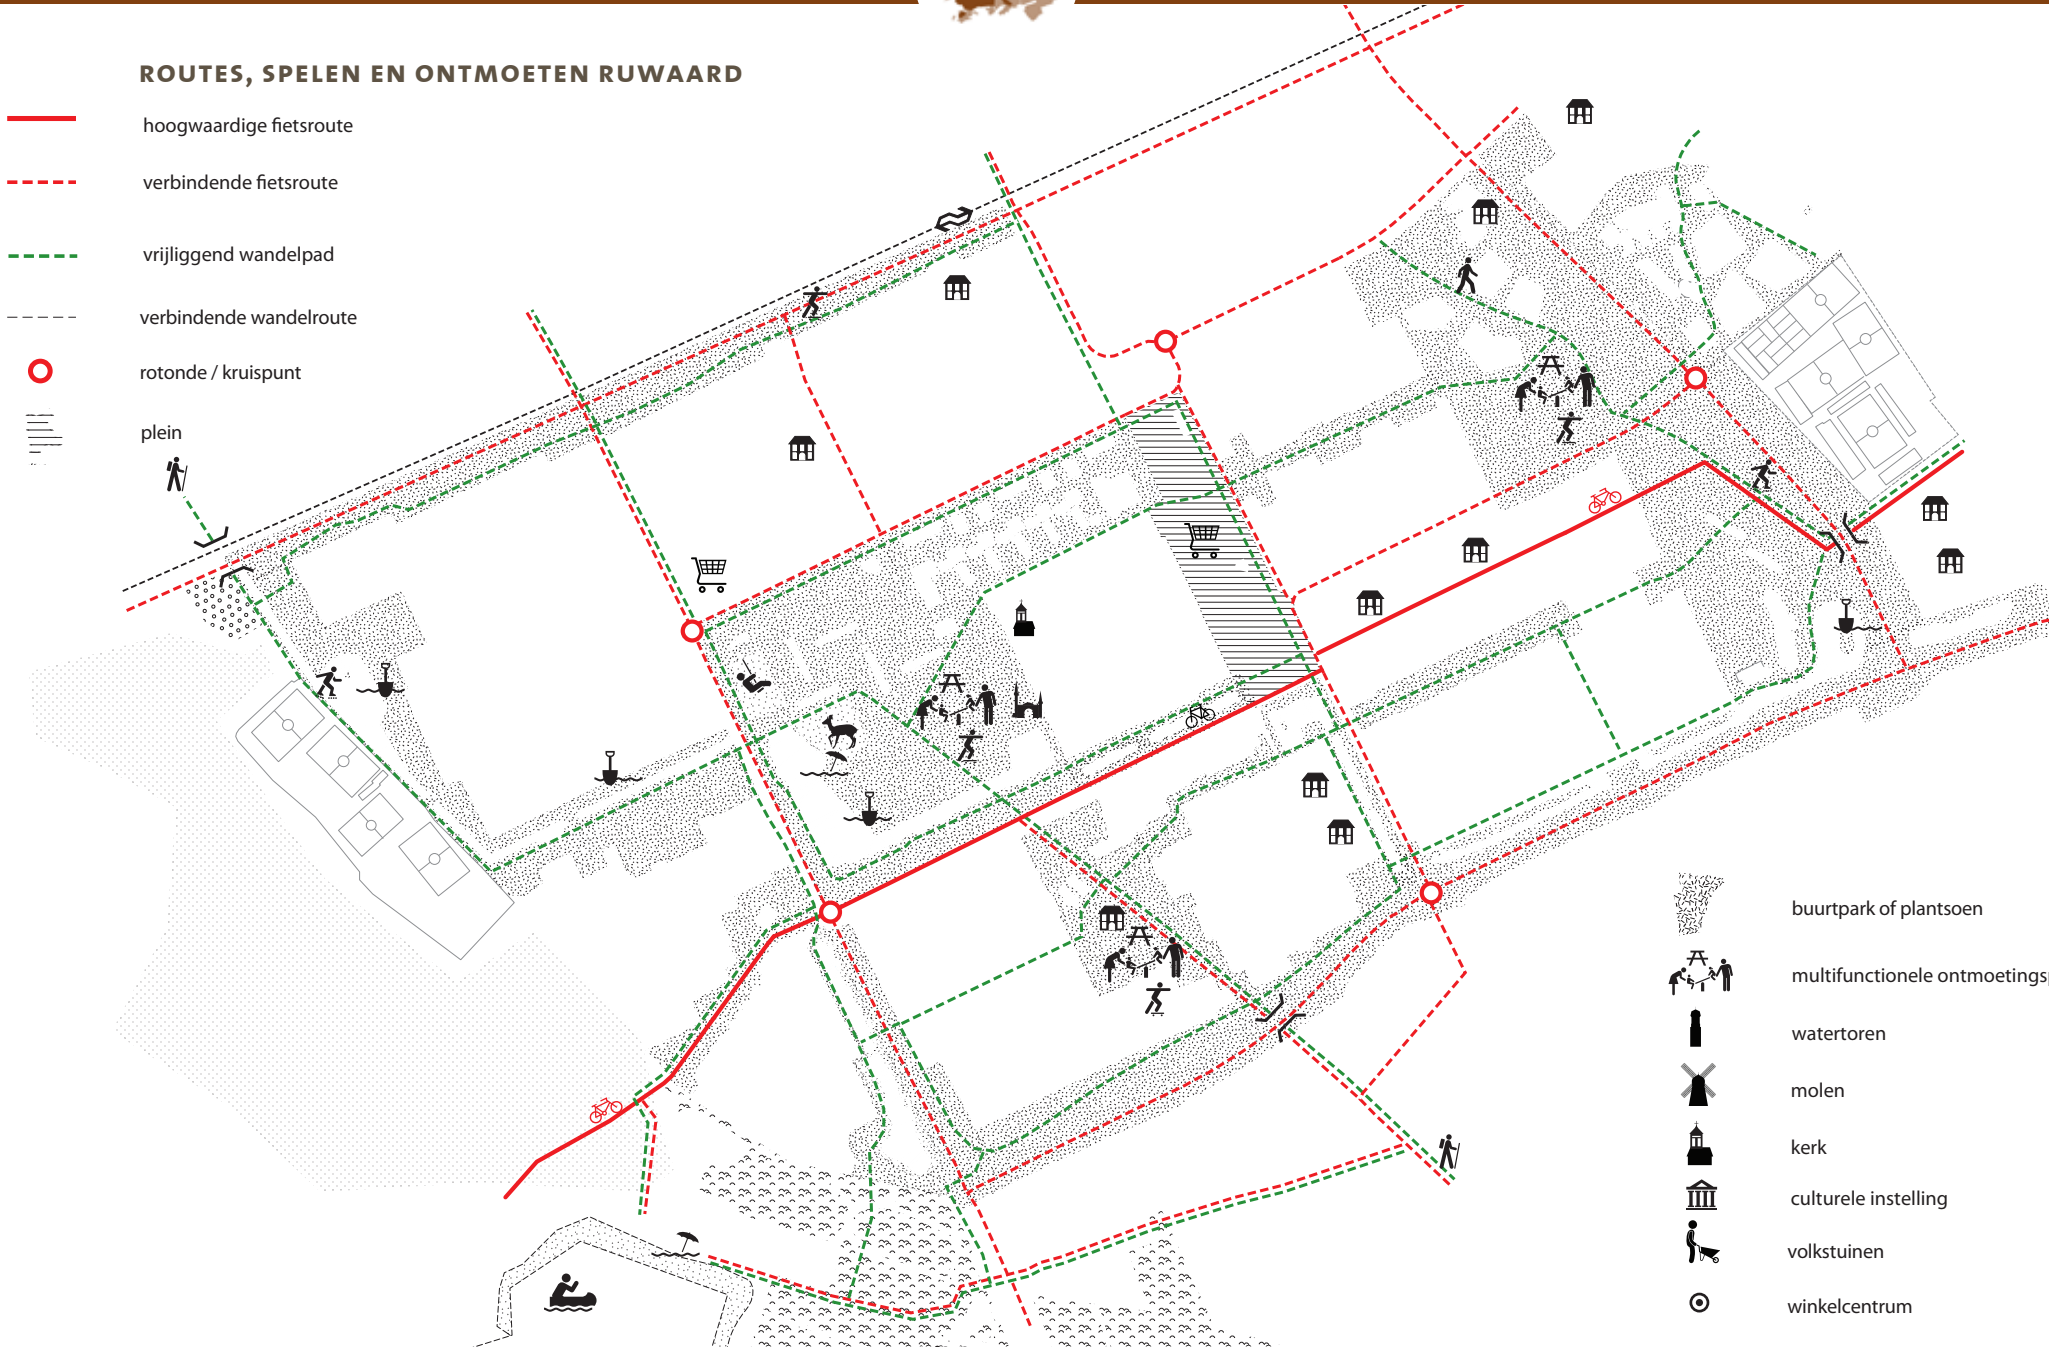 ROUTES, SPELEN EN ONTMOETEN RUWAARD
hoogwaardige fietsroute
verbindende fietsroute
vrijliggend wandelpad
verbindende wandelroute
rotonde / kruispunt
plein
buurtpark of plantsoen
multifunctionele ontmoetingsp
watertoren
molen
kerk
culturele instelling
volkstuinen
winkelcentrum